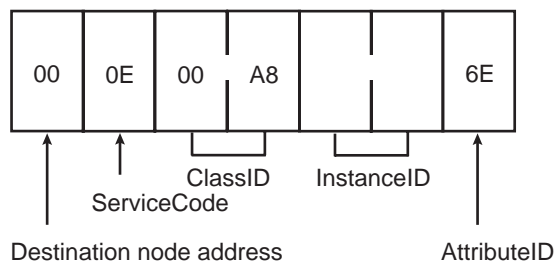 00 0E 00 A8 6E
ClassID InstanceID
ServiceCode
Destination node address AttributeID